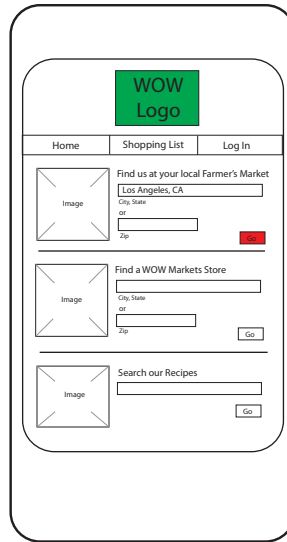 WOW
Logo
Home
Shopping List
Log In
Image
Find us at your local Farmer's Market
Los Angeles, CA
City, State
or
Zip
Go
Image
Find a WOW Markets Store
City, State
or
Zip
Go
Image
Search our Recipes
Go